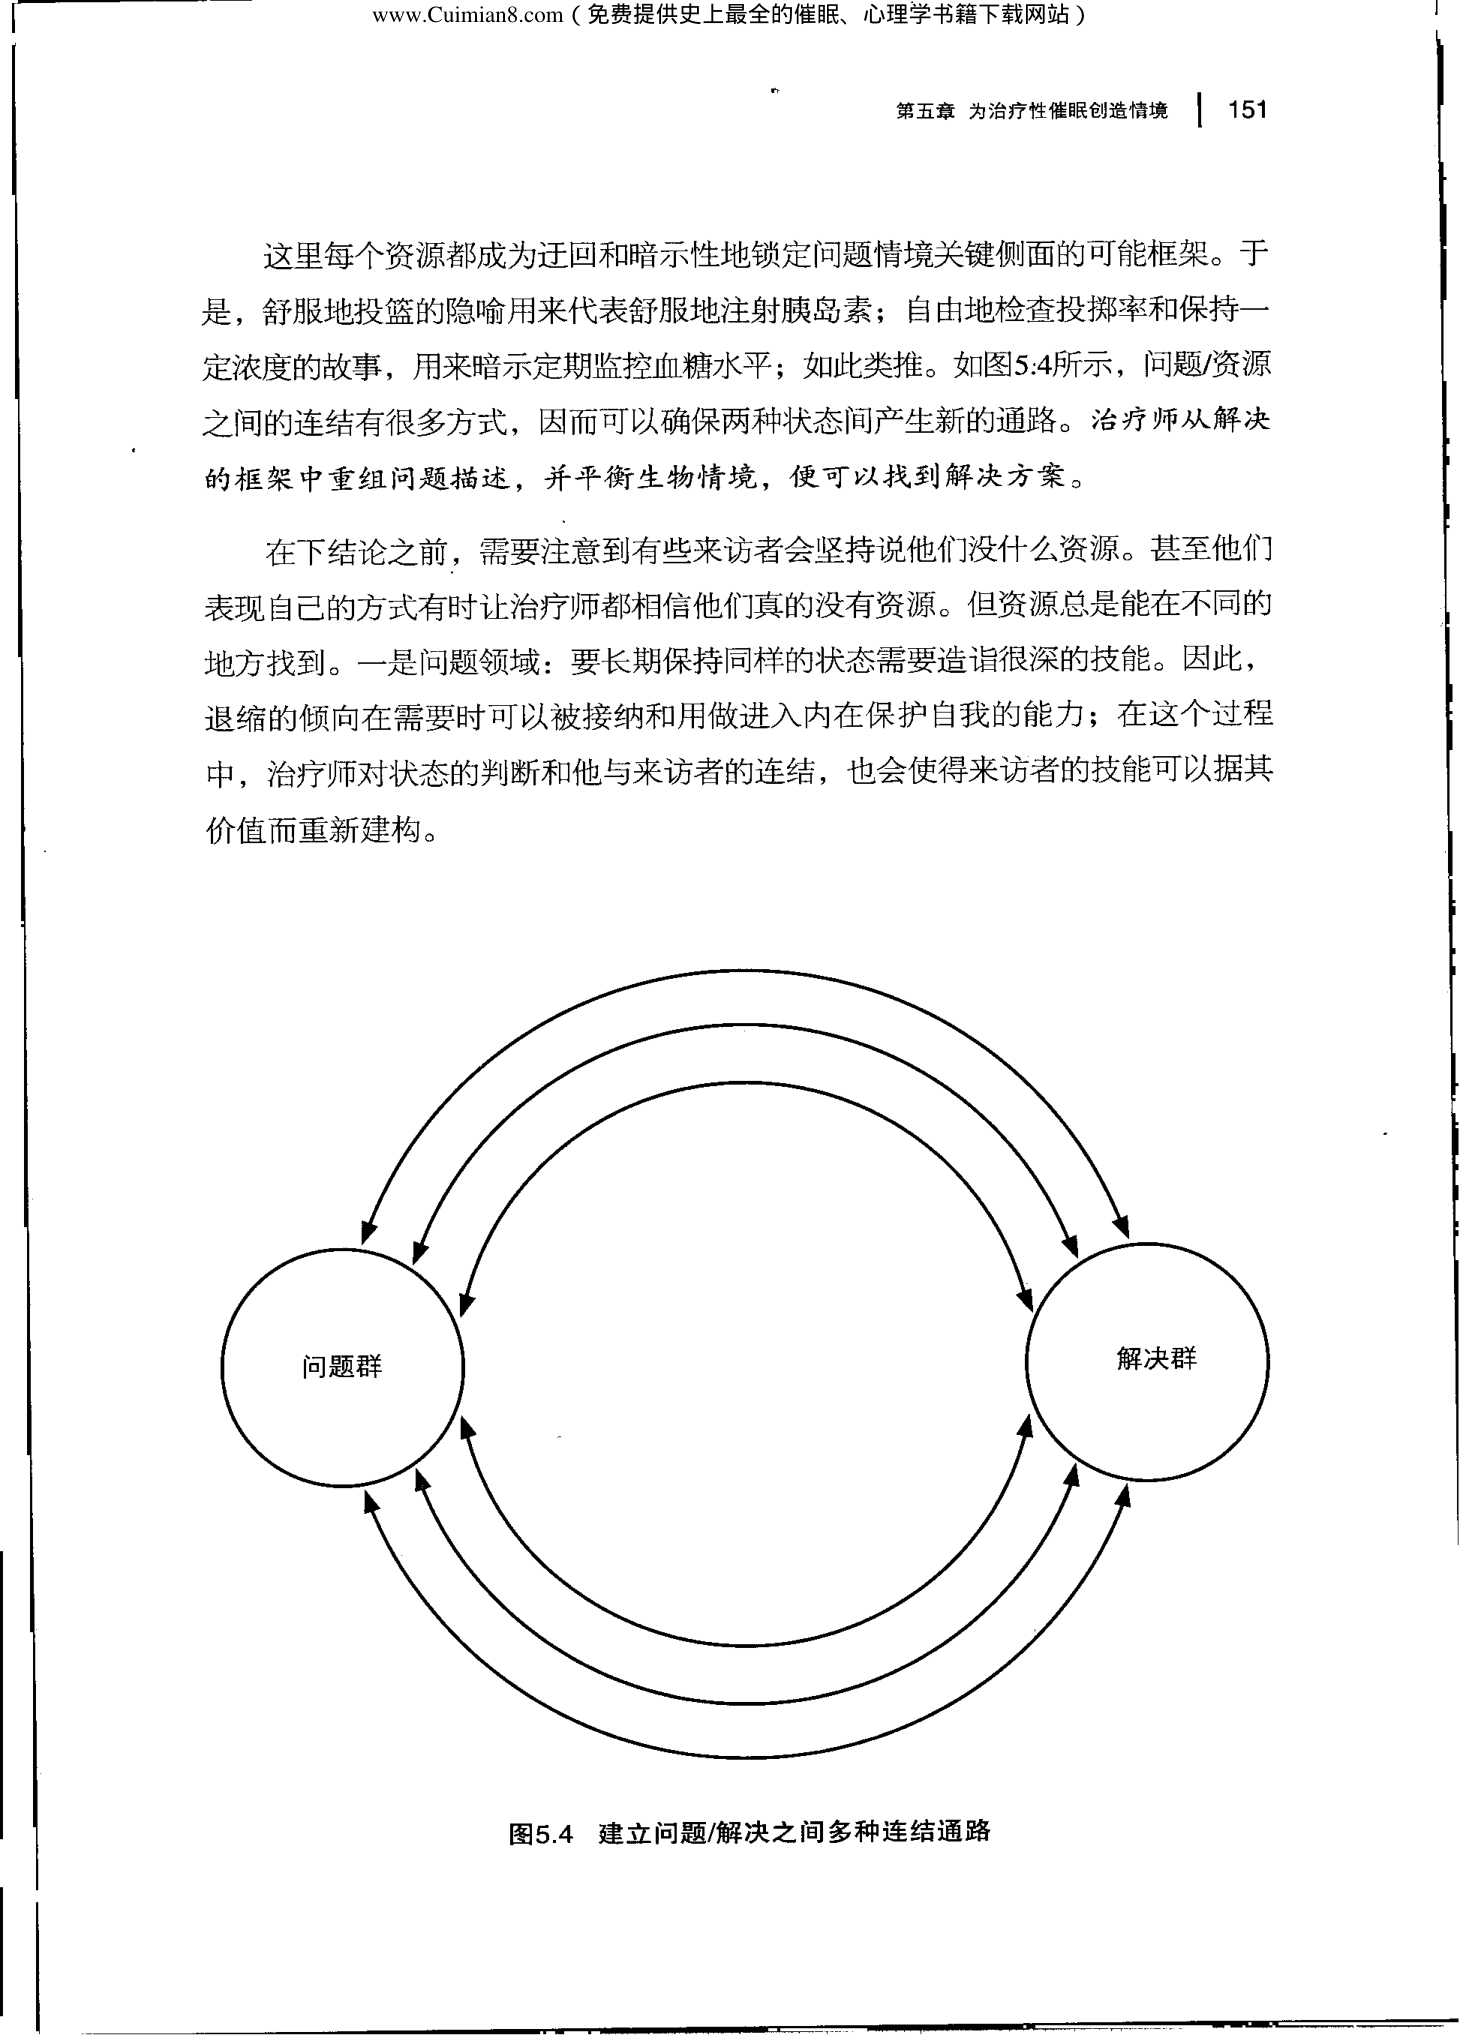 www.Cuimian8.com（免费提供史上最全的催眠、心理学书籍下载网站）
第五章 为治疗性催眠创造情境 | 151
这里每个资源都成为迂回和暗示性地锁定问题情境关键侧面的可能框架。于
是，舒服地投篮的隐喻用来代表舒服地注射胰岛素；自由地检查投掷率和保持一
定浓度的故事，用来暗示定期监控血糖水平；如此类推。如图5.4所示，问题/资源
之间的连结有很多方式，因而可以确保两种状态间产生新的通路。治疗师从解决
的框架中重组问题描述，并平衡生物情境，便可以找到解决方案。
在下结论之前，需要注意到有些来访者会坚持说他们没什么资源。甚至他们
表现自己的方式有时让治疗师都相信他们真的没有资源。但资源总是能在不同的
地方找到。一是问题领域：要长期保持同样的状态需要造诣很深的技能。因此，
退缩的倾向在需要时可以被接纳和用做进入内在保护自我的能力；在这个过程
中，治疗师对状态的判断和他与来访者的连结，也会使得来访者的技能可以据其
价值而重新建构。
问题群
解决群
图5.4 建立问题/解决之间多种连结通路